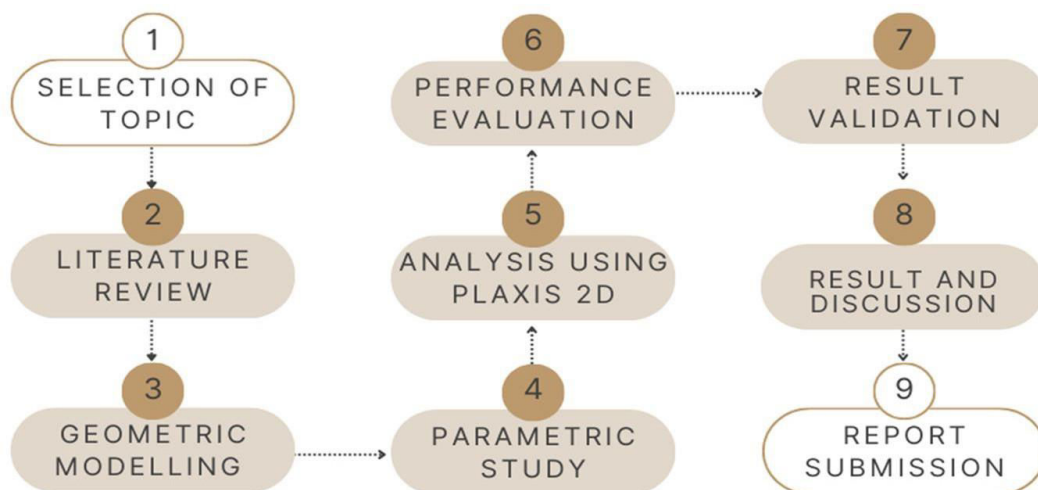 1
SELECTION OF
TOPIC
2
LITERATURE
REVIEW
3
GEOMETRIC
MODELLING
4
PARAMETRIC
STUDY
5
ANALYSIS USING
PLAXIS 2D
6
PERFORMANCE
EVALUATION
7
RESULT
VALIDATION
8
RESULT AND
DISCUSSION
9
REPORT
SUBMISSION